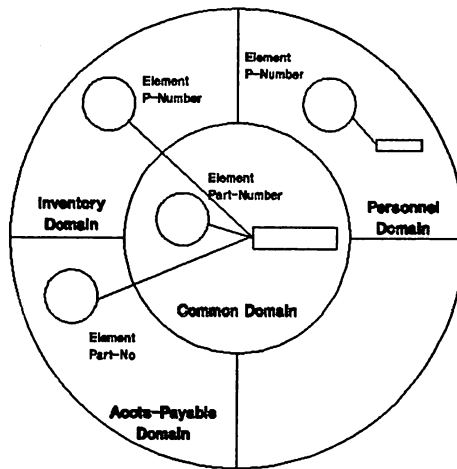 Element
P-Number
Element
P-Number
Element
Part-Number
Inventory
Domain
Personnel
Domain
Common Domain
Element
Part-No
Accts-Payable
Domain